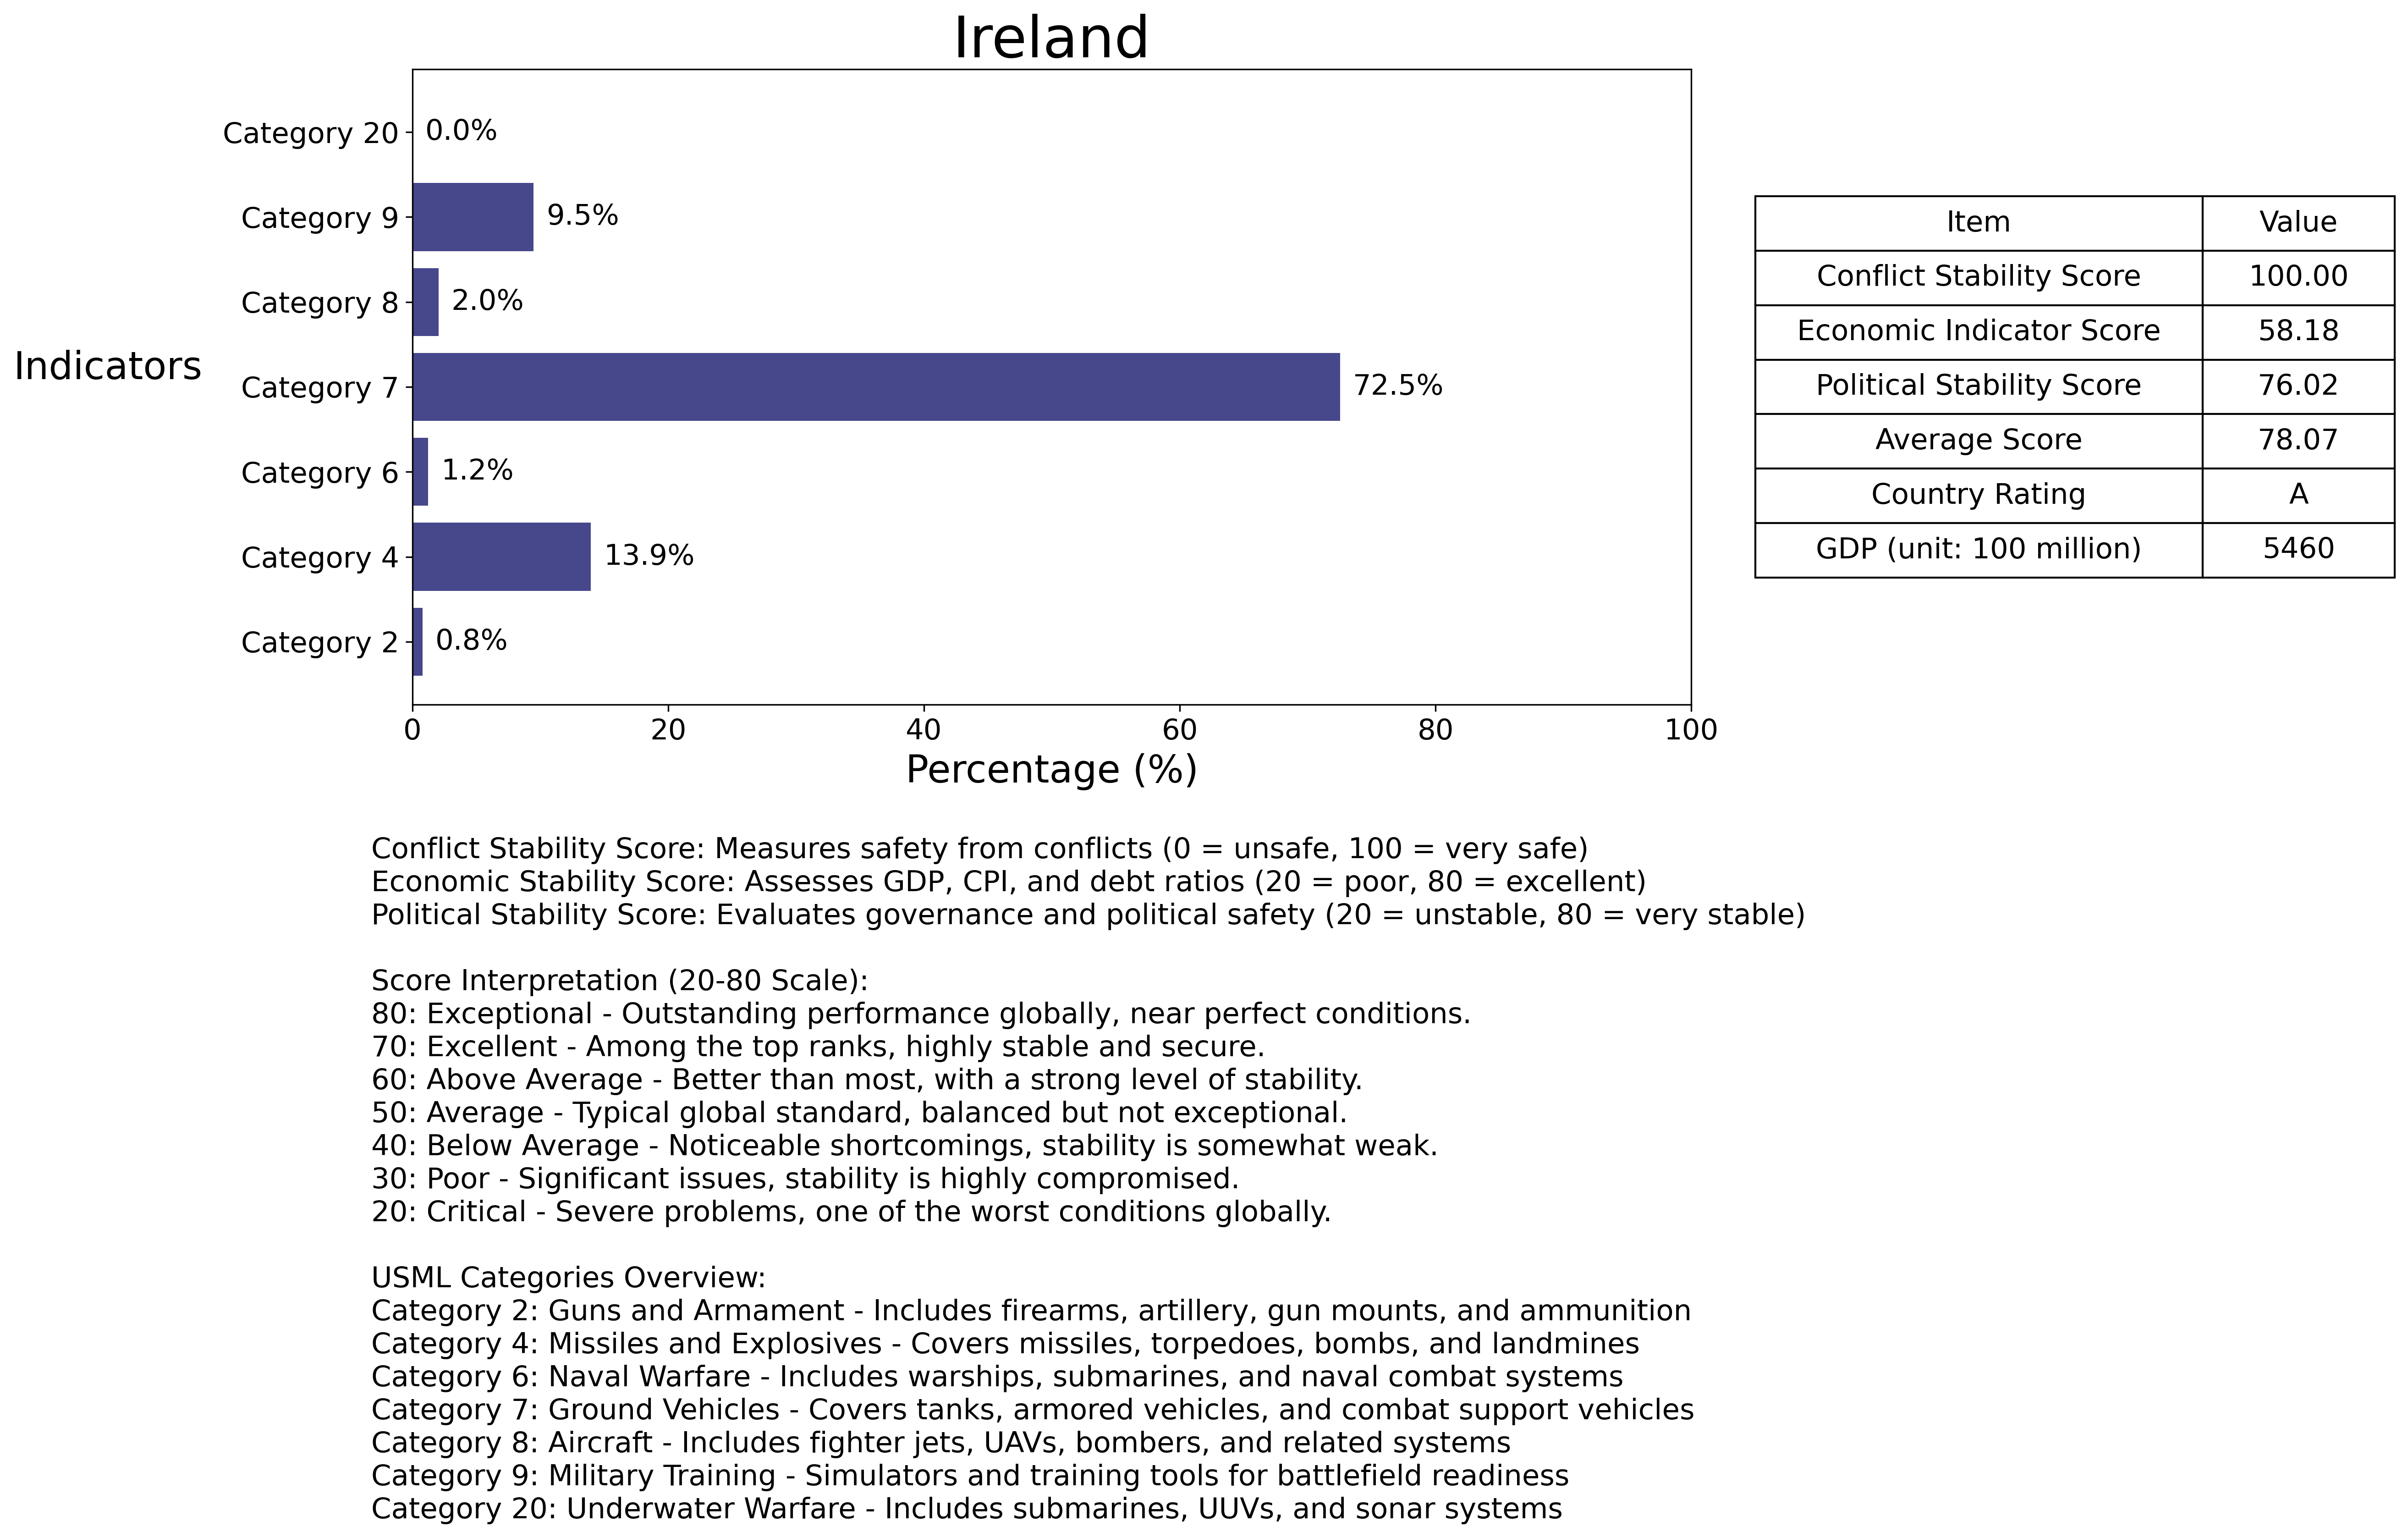 Ireland
Indicators
Category 20 0.0%
Category 9 9.5%
Category 8 2.0%
Category 7 72.5%
Category 6 1.2%
Category 4 13.9%
Category 2 0.8%
0 20 40 60 80 100
Percentage (%)
Item Value
Conflict Stability Score 100.00
Economic Indicator Score 58.18
Political Stability Score 76.02
Average Score 78.07
Country Rating A
GDP (unit: 100 million) 5460
Conflict Stability Score: Measures safety from conflicts (0 = unsafe, 100 = very safe)
Economic Stability Score: Assesses GDP, CPI, and debt ratios (20 = poor, 80 = excellent)
Political Stability Score: Evaluates governance and political safety (20 = unstable, 80 = very stable)
Score Interpretation (20-80 Scale):
80: Exceptional - Outstanding performance globally, near perfect conditions.
70: Excellent - Among the top ranks, highly stable and secure.
60: Above Average - Better than most, with a strong level of stability.
50: Average - Typical global standard, balanced but not exceptional.
40: Below Average - Noticeable shortcomings, stability is somewhat weak.
30: Poor - Significant issues, stability is highly compromised.
20: Critical - Severe problems, one of the worst conditions globally.
USML Categories Overview:
Category 2: Guns and Armament - Includes firearms, artillery, gun mounts, and ammunition
Category 4: Missiles and Explosives - Covers missiles, torpedoes, bombs, and landmines
Category 6: Naval Warfare - Includes warships, submarines, and naval combat systems
Category 7: Ground Vehicles - Covers tanks, armored vehicles, and combat support vehicles
Category 8: Aircraft - Includes fighter jets, UAVs, bombers, and related systems
Category 9: Military Training - Simulators and training tools for battlefield readiness
Category 20: Underwater Warfare - Includes submarines, UUVs, and sonar systems